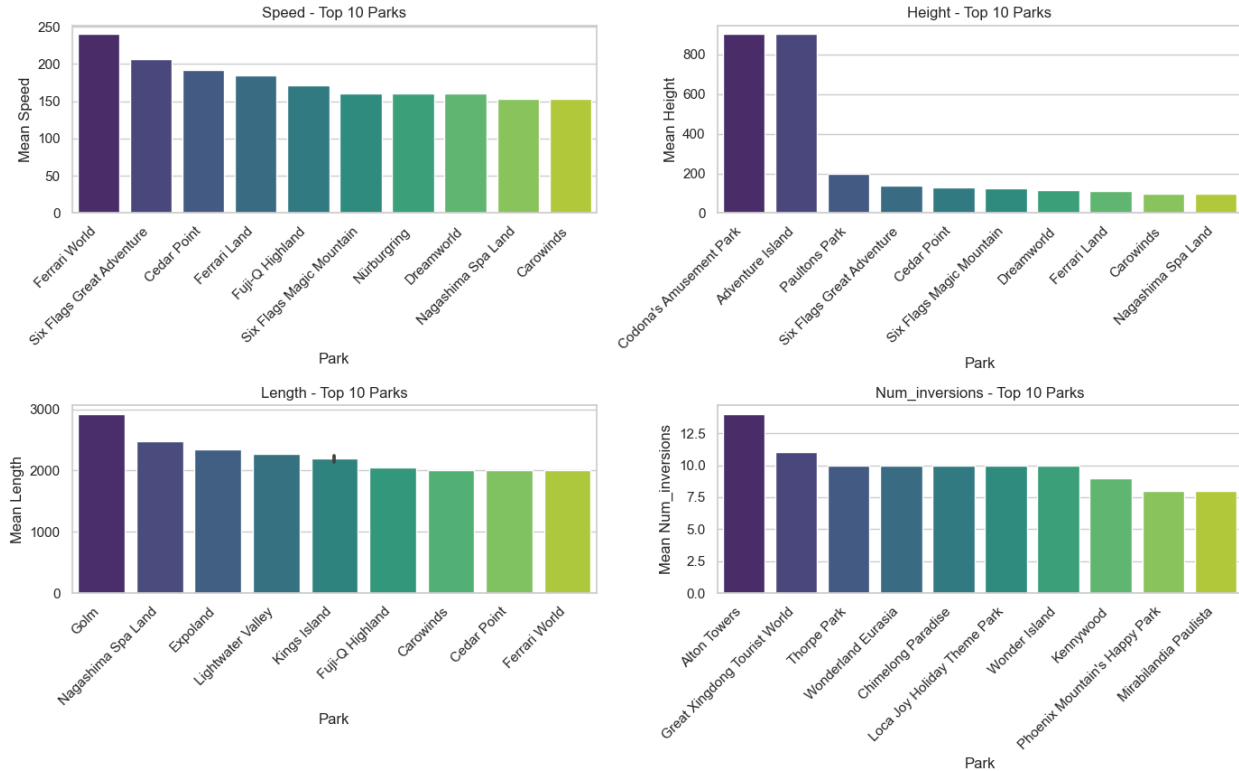 Speed - Top 10 Parks
250
200
150
100
50
0
Mean Speed
Ferrari World
Six Flags Great Adventure
Cedar Point
Ferrari Land
Fuji-Q Highland
Six Flags Magic Mountain
Nürburgring
Dreamworld
Nagashima Spa Land
Carowinds
Park
Height - Top 10 Parks
800
600
400
200
0
Mean Height
Codona's Amusement Park
Adventure Island
Paultons Park
Six Flags Great Adventure
Cedar Point
Six Flags Magic Mountain
Dreamworld
Ferrari Land
Carowinds
Nagashima Spa Land
Park
Length - Top 10 Parks
3000
2000
1000
0
Mean Length
Golm
Nagashima Spa Land
Expoland
Lightwater Valley
Kings Island
Fuji-Q Highland
Carowinds
Cedar Point
Ferrari World
Park
Num_inversions - Top 10 Parks
12.5
10.0
7.5
5.0
2.5
0.0
Mean Num_inversions
Alton Towers
Great Xingdong Tourist World
Thorpe Park
Wonderland Eurasia
Chimelong Paradise
Loca Joy Holiday Theme Park
Wonder Island
Kennywood
Phoenix Mountain's Happy Park
Mirabilandia Paulista
Park